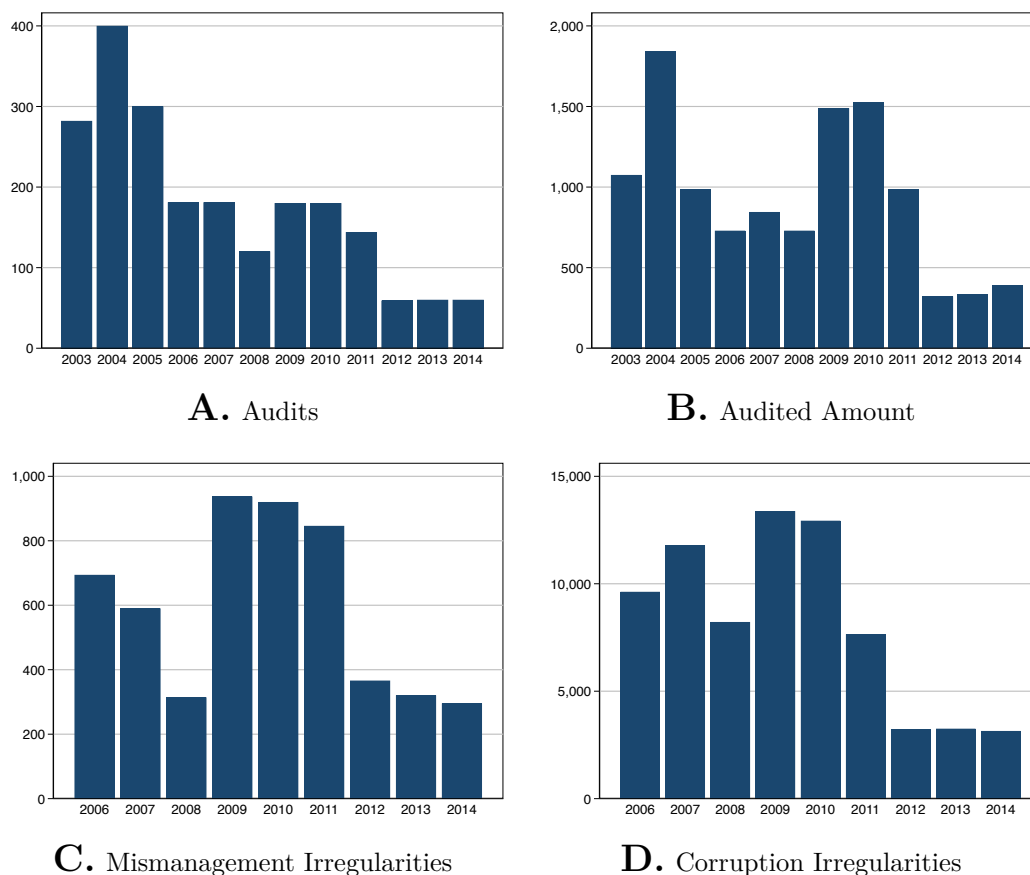 400
300
200
100
0
2003 2004 2005 2006 2007 2008 2009 2010 2011 2012 2013 2014
A. Audits
2,000
1,500
1,000
500
0
2003 2004 2005 2006 2007 2008 2009 2010 2011 2012 2013 2014
B. Audited Amount
1,000
800
600
400
200
0
2006 2007 2008 2009 2010 2011 2012 2013 2014
C. Mismanagement Irregularities
15,000
10,000
5,000
0
2006 2007 2008 2009 2010 2011 2012 2013 2014
D. Corruption Irregularities